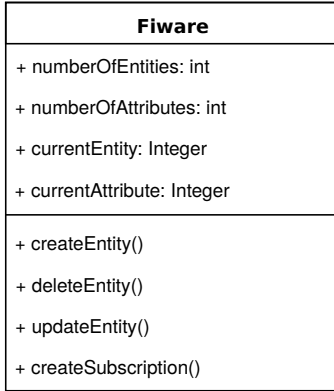 Fiware
+ numberOfEntities: int
+ numberOfAttributes: int
+ currentEntity: Integer
+ currentAttribute: Integer
+ createEntity()
+ deleteEntity()
+ updateEntity()
+ createSubscription()